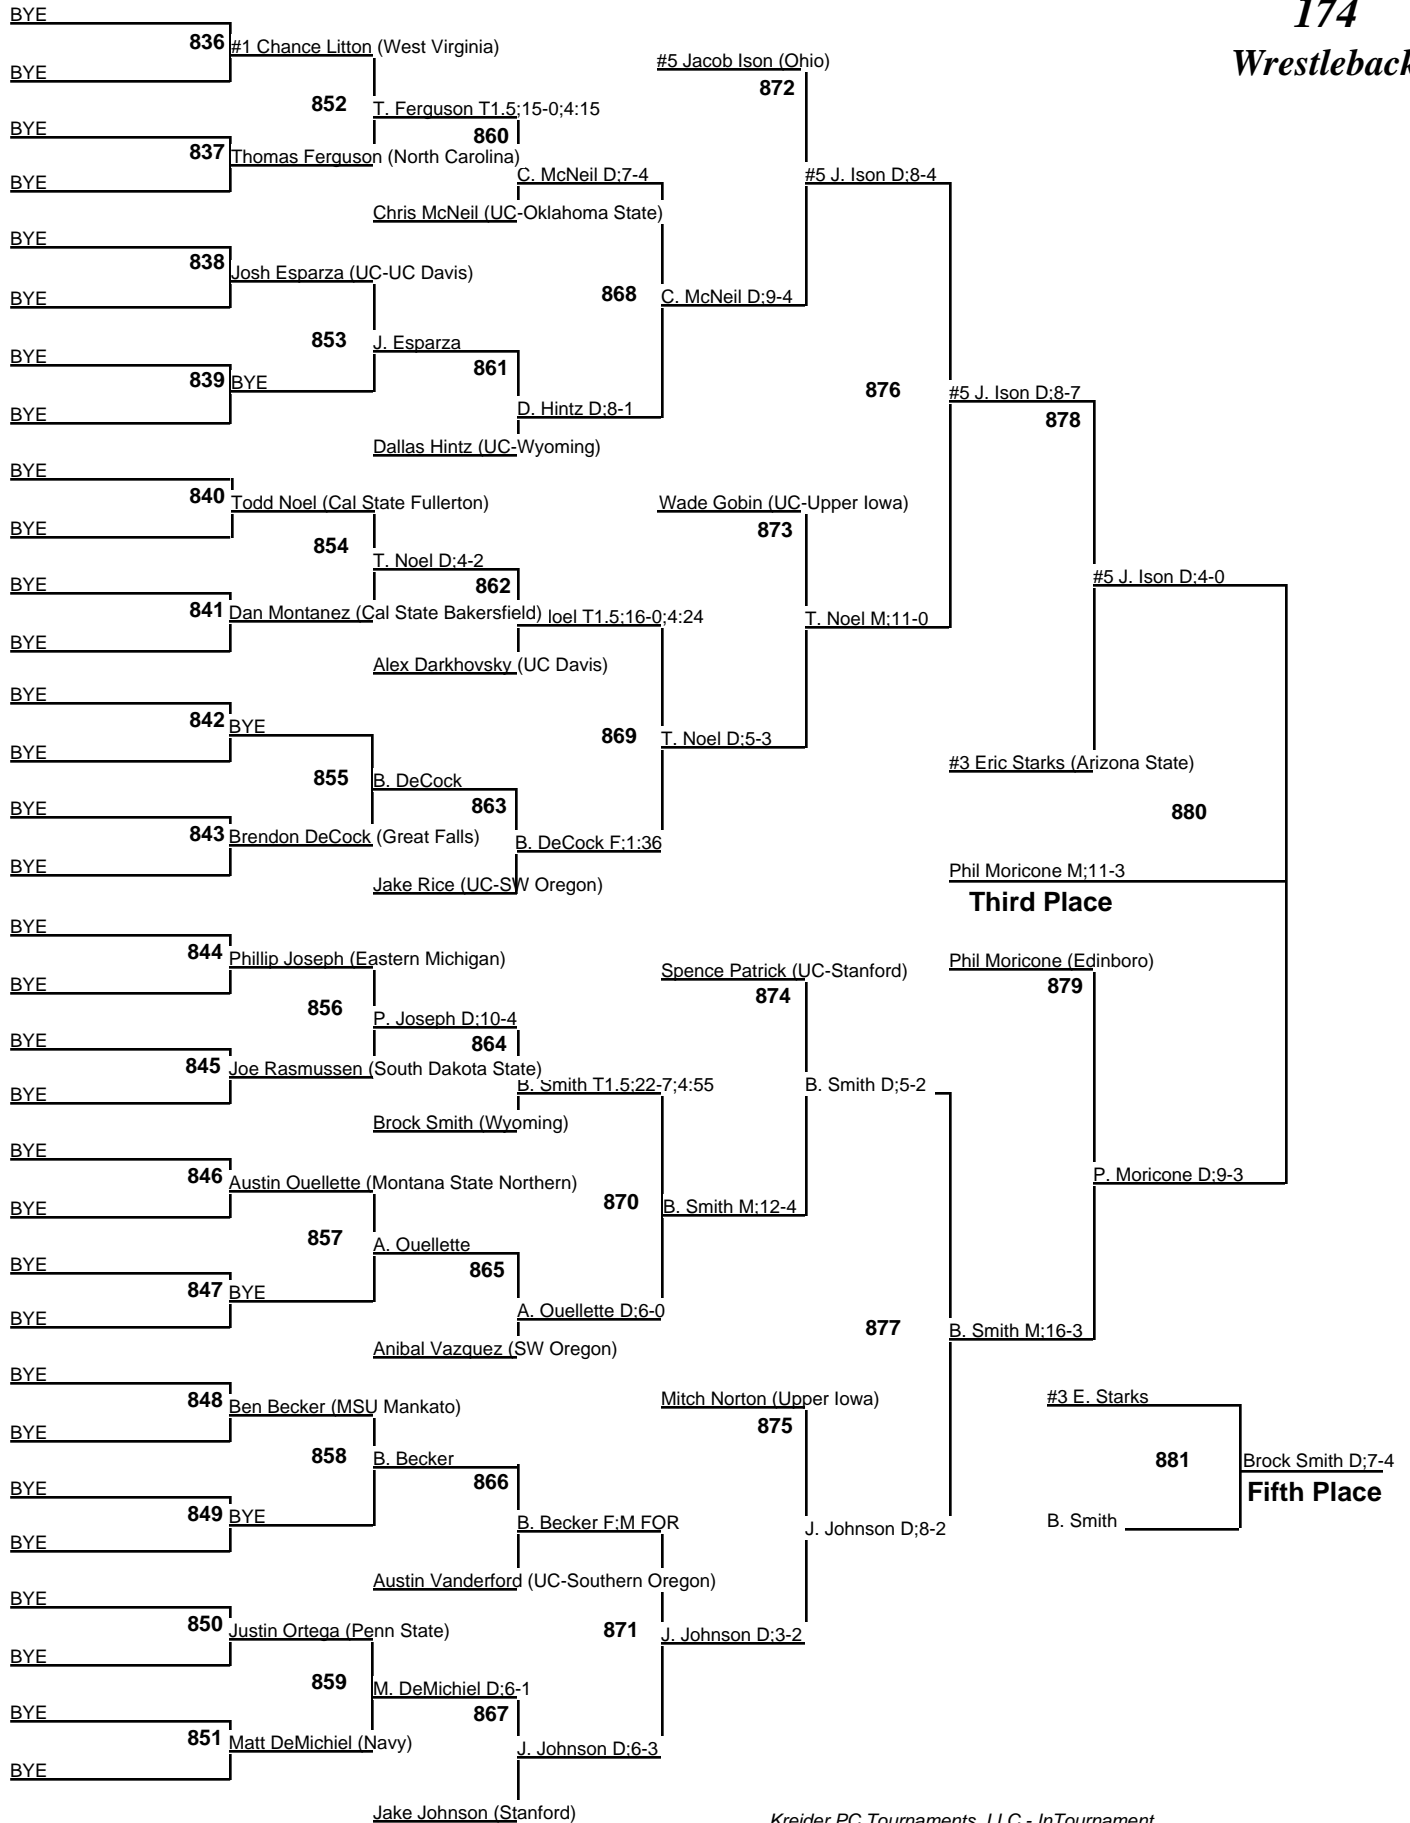 174
Wrestleback
BYE
836
#1 Chance Litton (West Virginia)
BYE
#5 Jacob Ison (Ohio)
872
852
T. Ferguson T1.5;15-0;4:15
BYE
860
837
Thomas Ferguson (North Carolina)
BYE
C. McNeil D;7-4
#5 J. Ison D;8-4
Chris McNeil (UC-Oklahoma State)
BYE
838
Josh Esparza (UC-UC Davis)
BYE
868
C. McNeil D;9-4
853
J. Esparza
BYE
861
839
BYE
876
#5 J. Ison D;8-7
BYE
D. Hintz D;8-1
878
Dallas Hintz (UC-Wyoming)
BYE
840
Todd Noel (Cal State Fullerton)
Wade Gobin (UC-Upper Iowa)
BYE
873
854
T. Noel D;4-2
#5 J. Ison D;4-0
BYE
862
841
Dan Montanez (Cal State Bakersfield)
loel T1.5;16-0;4:24
T. Noel M;11-0
BYE
Alex Darkhovsky (UC Davis)
BYE
842
BYE
869
T. Noel D;5-3
BYE
#3 Eric Starks (Arizona State)
855
B. DeCock
BYE
863
880
843
Brendon DeCock (Great Falls)
B. DeCock F;1:36
BYE
Jake Rice (UC-SW Oregon)
Phil Moricone M;11-3
Third Place
BYE
844
Phillip Joseph (Eastern Michigan)
Spence Patrick (UC-Stanford)
Phil Moricone (Edinboro)
BYE
874
879
856
P. Joseph D;10-4
BYE
864
845
Joe Rasmussen (South Dakota State)
BYE
B. Smith T1.5;22-7;4:55
B. Smith D;5-2
Brock Smith (Wyoming)
BYE
846
Austin Ouellette (Montana State Northern)
P. Moricone D;9-3
BYE
870
B. Smith M;12-4
857
A. Ouellette
BYE
865
847
BYE
BYE
A. Ouellette D;6-0
877
B. Smith M;16-3
Anibal Vazquez (SW Oregon)
BYE
848
Ben Becker (MSU Mankato)
Mitch Norton (Upper Iowa)
#3 E. Starks
BYE
875
858
B. Becker
881
Brock Smith D;7-4
BYE
866
Fifth Place
849
BYE
B. Becker F;M FOR
J. Johnson D;8-2
B. Smith
BYE
Austin Vanderford (UC-Southern Oregon)
BYE
850
Justin Ortega (Penn State)
871
J. Johnson D;3-2
BYE
859
M. DeMichiel D;6-1
BYE
867
851
Matt DeMichiel (Navy)
J. Johnson D;6-3
BYE
Jake Johnson (Stanford)
Kreider PC Tournaments, LLC - InTournament